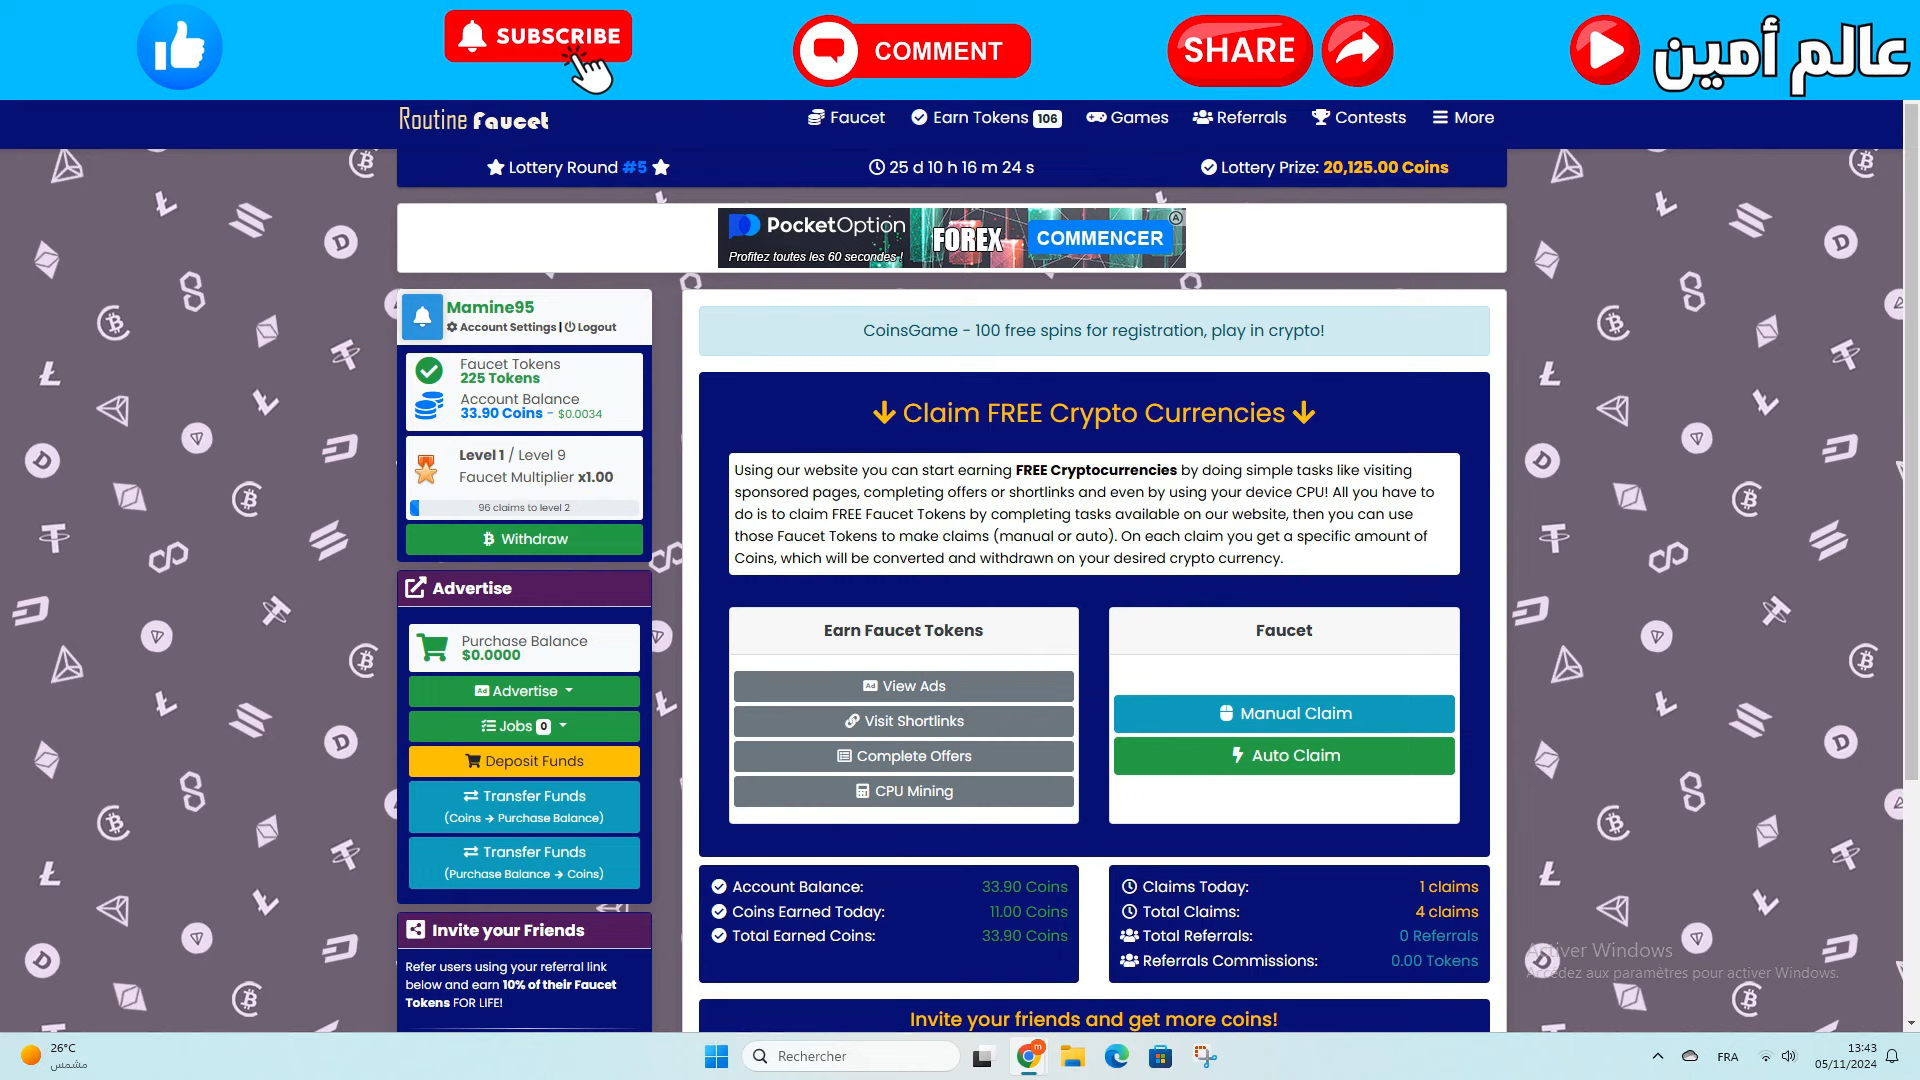 SUBSCRIBE
COMMENT
SHARE
عالم أمين
Routine Faucet
Faucet
Earn Tokens 106
Games
Referrals
Contests
More
Lottery Round #5
25 d 10 h 16 m 24 s
Lottery Prize: 20,125.00 Coins
PocketOption
Profitez toutes les 60 secondes !
FOREX
COMMENCER
Mamine95
Account Settings | Logout
Faucet Tokens
225 Tokens
Account Balance
33.90 Coins - $0.0034
Level 1 / Level 9
Faucet Multiplier x1.00
96 claims to level 2
Withdraw
Advertise
Purchase Balance
$0.0000
Advertise
Jobs 0
Deposit Funds
Transfer Funds
(Coins → Purchase Balance)
Transfer Funds
(Purchase Balance → Coins)
Invite your Friends
Refer users using your referral link
below and earn 10% of their Faucet
Tokens FOR LIFE!
CoinsGame - 100 free spins for registration, play in crypto!
Claim FREE Crypto Currencies
Using our website you can start earning FREE Cryptocurrencies by doing simple tasks like visiting
sponsored pages, completing offers or shortlinks and even by using your device CPU! All you have to
do is to claim FREE Faucet Tokens by completing tasks available on our website, then you can use
those Faucet Tokens to make claims (manual or auto). On each claim you get a specific amount of
Coins, which will be converted and withdrawn on your desired crypto currency.
Earn Faucet Tokens
View Ads
Visit Shortlinks
Complete Offers
CPU Mining
Faucet
Manual Claim
Auto Claim
Account Balance: 33.90 Coins
Coins Earned Today: 11.00 Coins
Total Earned Coins: 33.90 Coins
Claims Today: 1 claims
Total Claims: 4 claims
Total Referrals: 0 Referrals
Referrals Commissions: 0.00 Tokens
Invite your friends and get more coins!
Activer Windows
Accédez aux paramètres pour activer Windows.
26°C
مشمس
Rechercher
FRA
13:43
05/11/2024